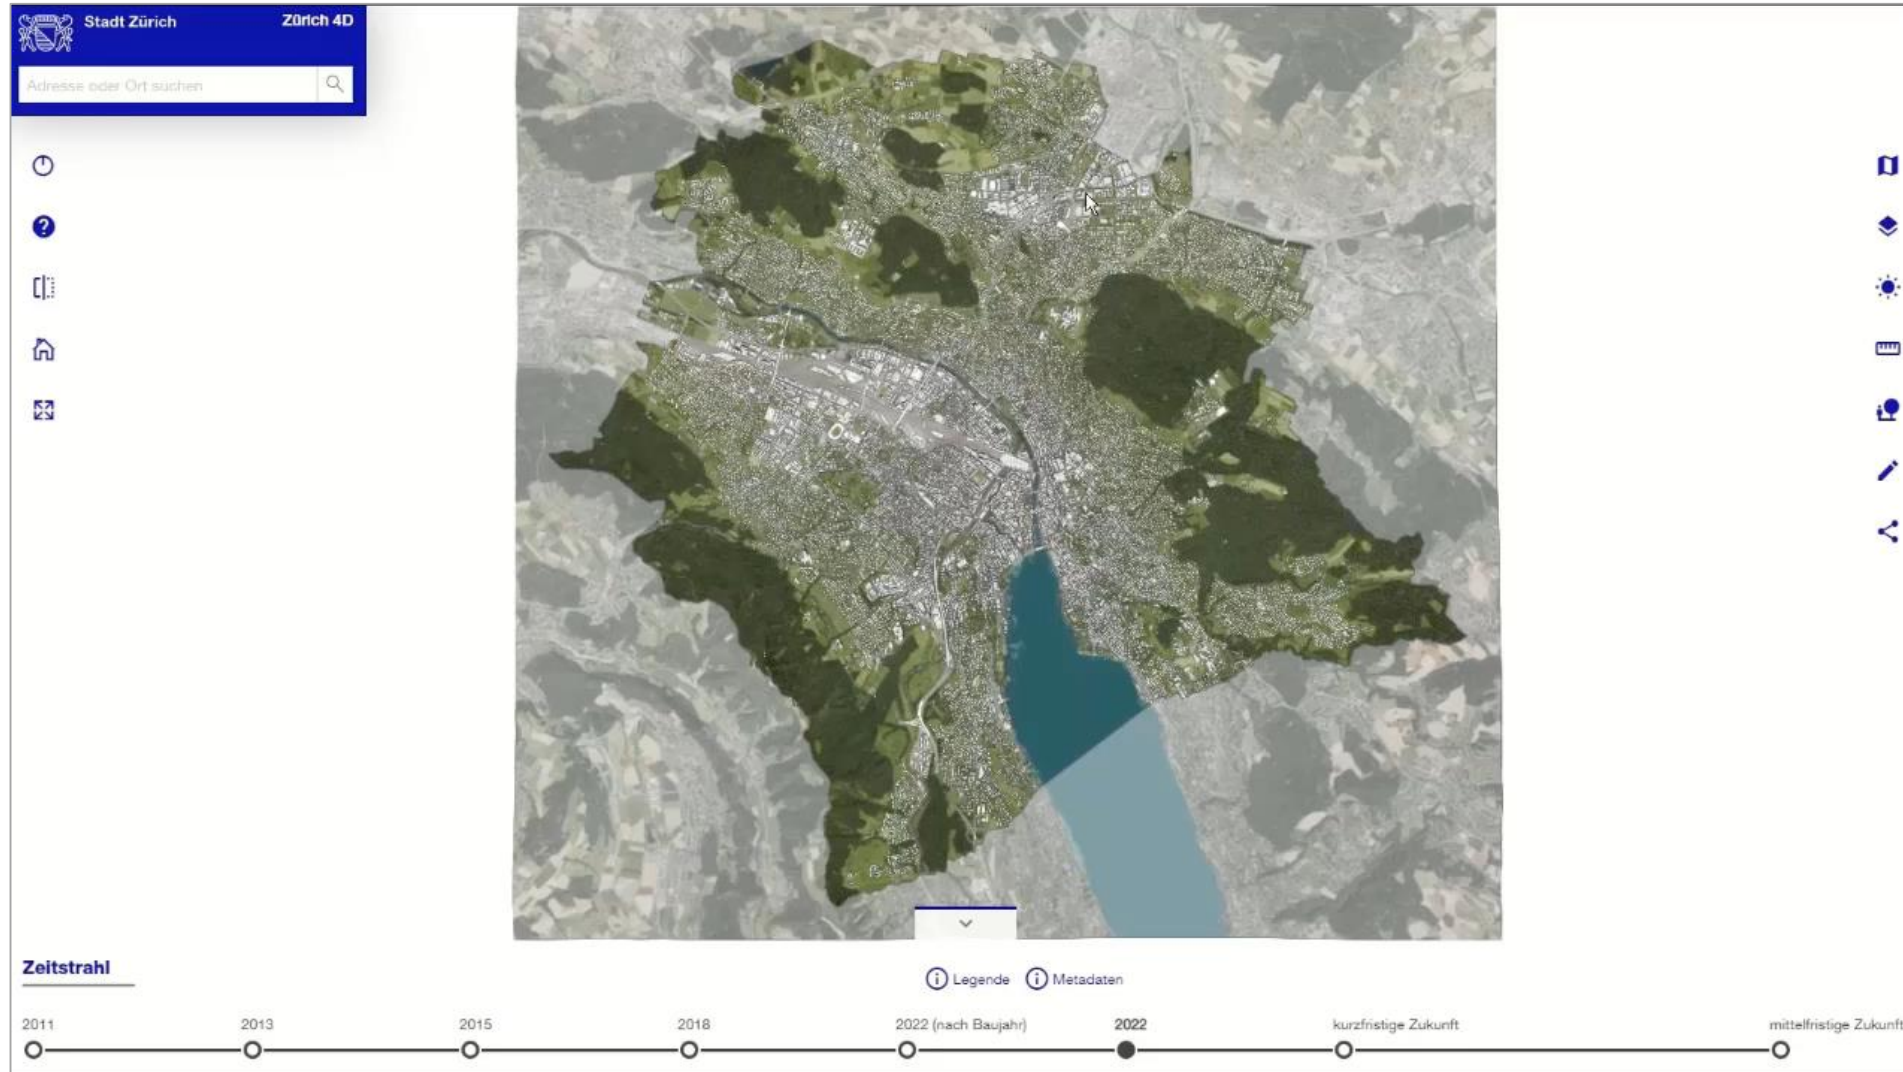 Stadt Zürich
Zürich 4D
Adresse oder Ort suchen
Zeitstrahl
Legende
Metadaten
2011
2013
2015
2018
2022 (nach Baujahr)
2022
kurzfristige Zukunft
mittelfristige Zukunft